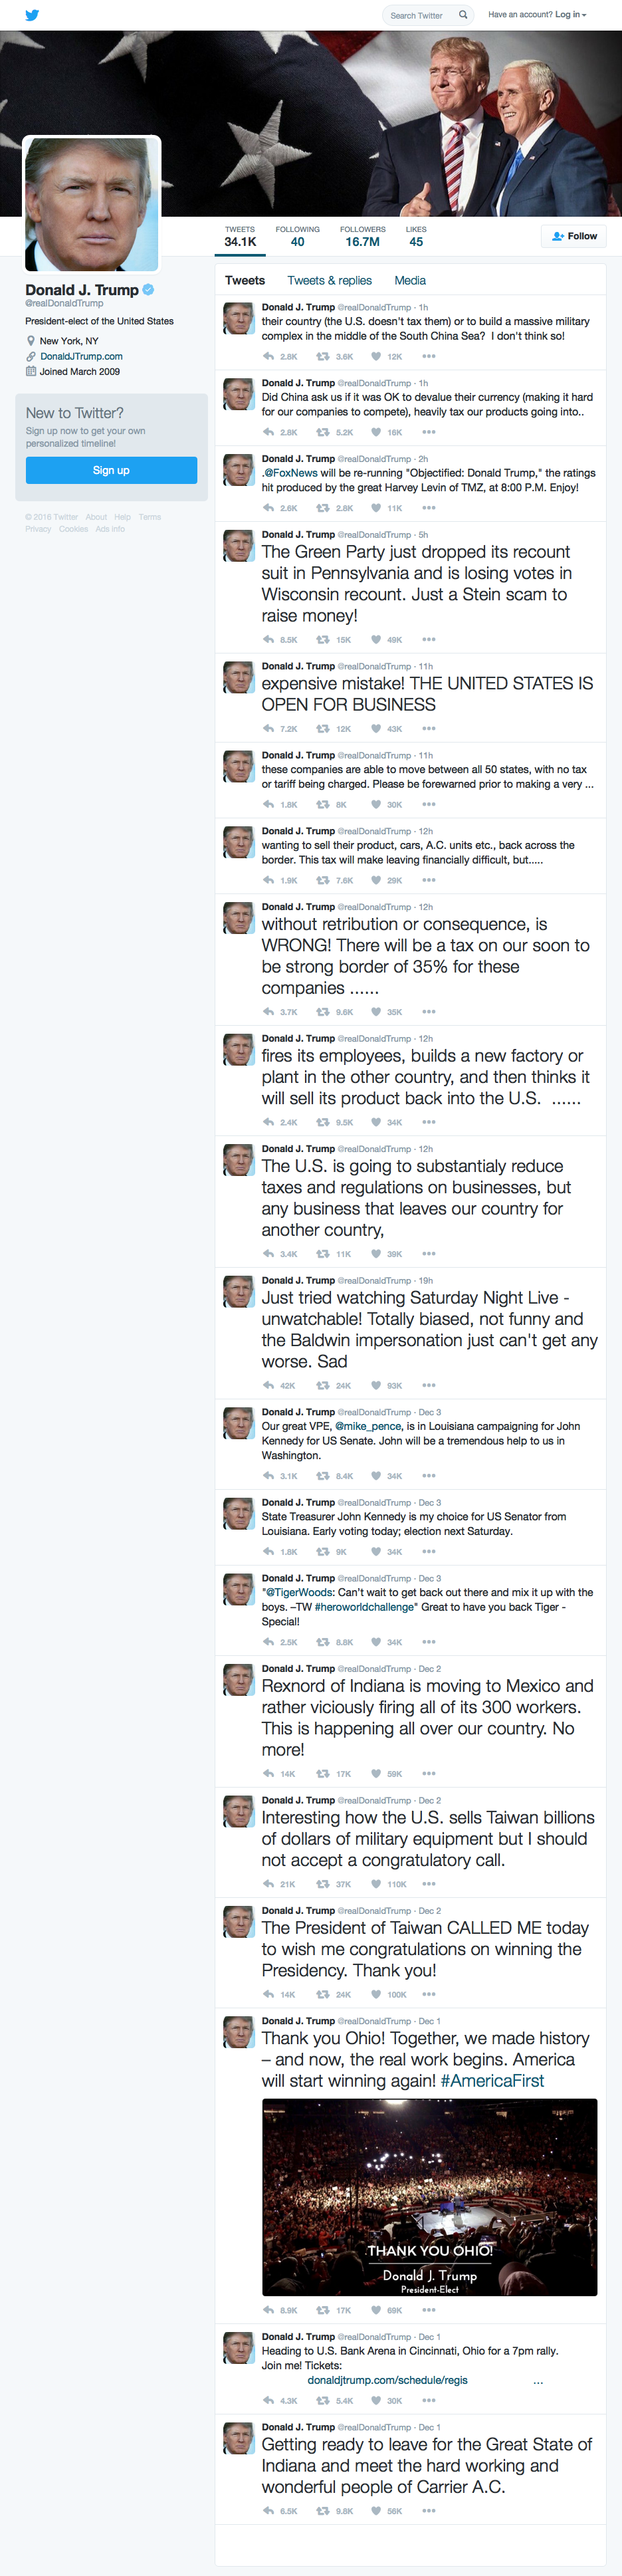 Search Twitter
Have an account? Log in
TWEETS
34.1K
FOLLOWING
40
FOLLOWERS
16.7M
LIKES
45
Follow
Donald J. Trump
@realDonaldTrump
President-elect of the United States
New York, NY
DonaldJTrump.com
Joined March 2009
New to Twitter?
Sign up now to get your own
personalized timeline!
Sign up
© 2016 Twitter About Help Terms
Privacy Cookies Ads info
Tweets Tweets & replies Media
Donald J. Trump @realDonaldTrump · 1h
their country (the U.S. doesn't tax them) or to build a massive military
complex in the middle of the South China Sea? I don't think so!
2.8K 3.6K 12K
Donald J. Trump @realDonaldTrump · 1h
Did China ask us if it was OK to devalue their currency (making it hard
for our companies to compete), heavily tax our products going into..
2.8K 5.2K 16K
Donald J. Trump @realDonaldTrump · 2h
.@FoxNews will be re-running "Objectified: Donald Trump," the ratings
hit produced by the great Harvey Levin of TMZ, at 8:00 P.M. Enjoy!
2.6K 2.8K 11K
Donald J. Trump @realDonaldTrump · 5h
The Green Party just dropped its recount
suit in Pennsylvania and is losing votes in
Wisconsin recount. Just a Stein scam to
raise money!
8.5K 15K 49K
Donald J. Trump @realDonaldTrump · 11h
expensive mistake! THE UNITED STATES IS
OPEN FOR BUSINESS
7.2K 12K 43K
Donald J. Trump @realDonaldTrump · 11h
these companies are able to move between all 50 states, with no tax
or tariff being charged. Please be forewarned prior to making a very ...
1.8K 8K 30K
Donald J. Trump @realDonaldTrump · 12h
wanting to sell their product, cars, A.C. units etc., back across the
border. This tax will make leaving financially difficult, but.....
1.9K 7.6K 29K
Donald J. Trump @realDonaldTrump · 12h
without retribution or consequence, is
WRONG! There will be a tax on our soon to
be strong border of 35% for these
companies ......
3.7K 9.6K 35K
Donald J. Trump @realDonaldTrump · 12h
fires its employees, builds a new factory or
plant in the other country, and then thinks it
will sell its product back into the U.S. ......
2.4K 9.5K 34K
Donald J. Trump @realDonaldTrump · 12h
The U.S. is going to substantialy reduce
taxes and regulations on businesses, but
any business that leaves our country for
another country,
3.4K 11K 39K
Donald J. Trump @realDonaldTrump · 19h
Just tried watching Saturday Night Live -
unwatchable! Totally biased, not funny and
the Baldwin impersonation just can't get any
worse. Sad
42K 24K 93K
Donald J. Trump @realDonaldTrump · Dec 3
Our great VPE, @mike_pence, is in Louisiana campaigning for John
Kennedy for US Senate. John will be a tremendous help to us in
Washington.
3.1K 8.4K 34K
Donald J. Trump @realDonaldTrump · Dec 3
State Treasurer John Kennedy is my choice for US Senator from
Louisiana. Early voting today; election next Saturday.
1.8K 9K 34K
Donald J. Trump @realDonaldTrump · Dec 3
"@TigerWoods: Can't wait to get back out there and mix it up with the
boys. –TW #heroworldchallenge" Great to have you back Tiger -
Special!
2.5K 8.8K 34K
Donald J. Trump @realDonaldTrump · Dec 2
Rexnord of Indiana is moving to Mexico and
rather viciously firing all of its 300 workers.
This is happening all over our country. No
more!
14K 17K 59K
Donald J. Trump @realDonaldTrump · Dec 2
Interesting how the U.S. sells Taiwan billions
of dollars of military equipment but I should
not accept a congratulatory call.
21K 37K 110K
Donald J. Trump @realDonaldTrump · Dec 2
The President of Taiwan CALLED ME today
to wish me congratulations on winning the
Presidency. Thank you!
14K 24K 100K
Donald J. Trump @realDonaldTrump · Dec 1
Thank you Ohio! Together, we made history
– and now, the real work begins. America
will start winning again! #AmericaFirst
THANK YOU OHIO!
Donald J. Trump
President-Elect
8.9K 17K 69K
Donald J. Trump @realDonaldTrump · Dec 1
Heading to U.S. Bank Arena in Cincinnati, Ohio for a 7pm rally.
Join me! Tickets:
donaldjtrump.com/schedule/regis ...
4.3K 5.4K 30K
Donald J. Trump @realDonaldTrump · Dec 1
Getting ready to leave for the Great State of
Indiana and meet the hard working and
wonderful people of Carrier A.C.
6.5K 9.8K 56K